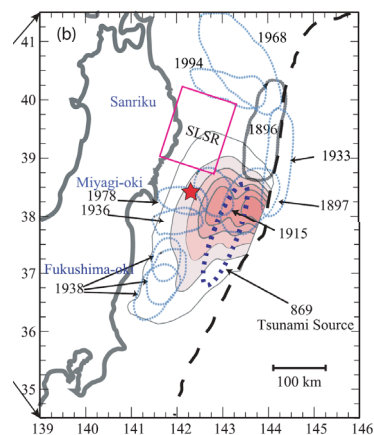 (b)
41
1968
1994
40
Sanriku
SLSR
1896
39
1933
Miyagi-oki
1978
1936
1897
38
1915
Fukushima-oki
37
1938
869
Tsunami Source
36
100 km
35
139 140 141 142 143 144 145 146